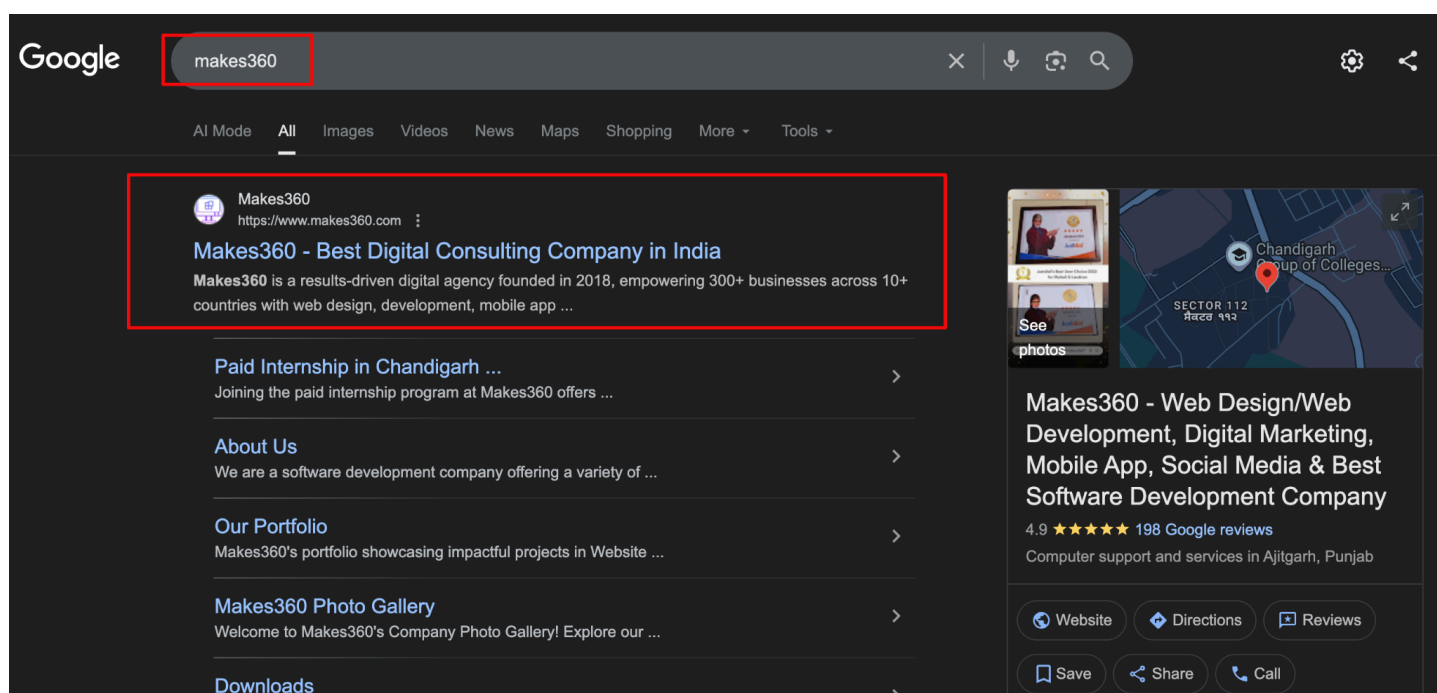 Google
makes360
AI Mode All Images Videos News Maps Shopping More Tools
Makes360
https://www.makes360.com
Makes360 - Best Digital Consulting Company in India
Makes360 is a results-driven digital agency founded in 2018, empowering 300+ businesses across 10+
countries with web design, development, mobile app ...
Paid Internship in Chandigarh ...
Joining the paid internship program at Makes360 offers ...
About Us
We are a software development company offering a variety of ...
Our Portfolio
Makes360's portfolio showcasing impactful projects in Website ...
Makes360 Photo Gallery
Welcome to Makes360's Company Photo Gallery! Explore our ...
Downloads
See
photos
Chandigarh
Group of Colleges...
SECTOR 112
ਸੈਕਟਰ ੧੧੨
Makes360 - Web Design/Web
Development, Digital Marketing,
Mobile App, Social Media & Best
Software Development Company
4.9 ★★★★★ 198 Google reviews
Computer support and services in Ajitgarh, Punjab
Website Directions Reviews
Save Share Call